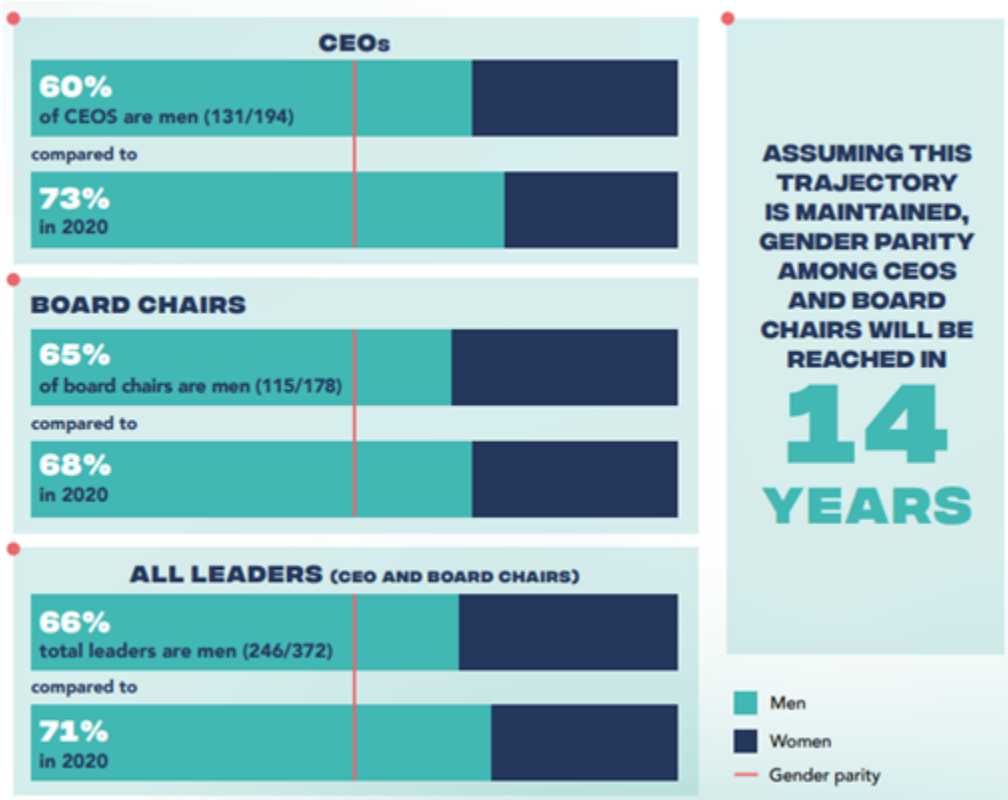 CEOs
60%
of CEOS are men (131/194)
compared to
73%
in 2020
BOARD CHAIRS
65%
of board chairs are men (115/178)
compared to
68%
in 2020
ALL LEADERS (CEO AND BOARD CHAIRS)
66%
total leaders are men (246/372)
compared to
71%
in 2020
ASSUMING THIS
TRAJECTORY
IS MAINTAINED,
GENDER PARITY
AMONG CEOS
AND BOARD
CHAIRS WILL BE
REACHED IN
14
YEARS
Men
Women
Gender parity